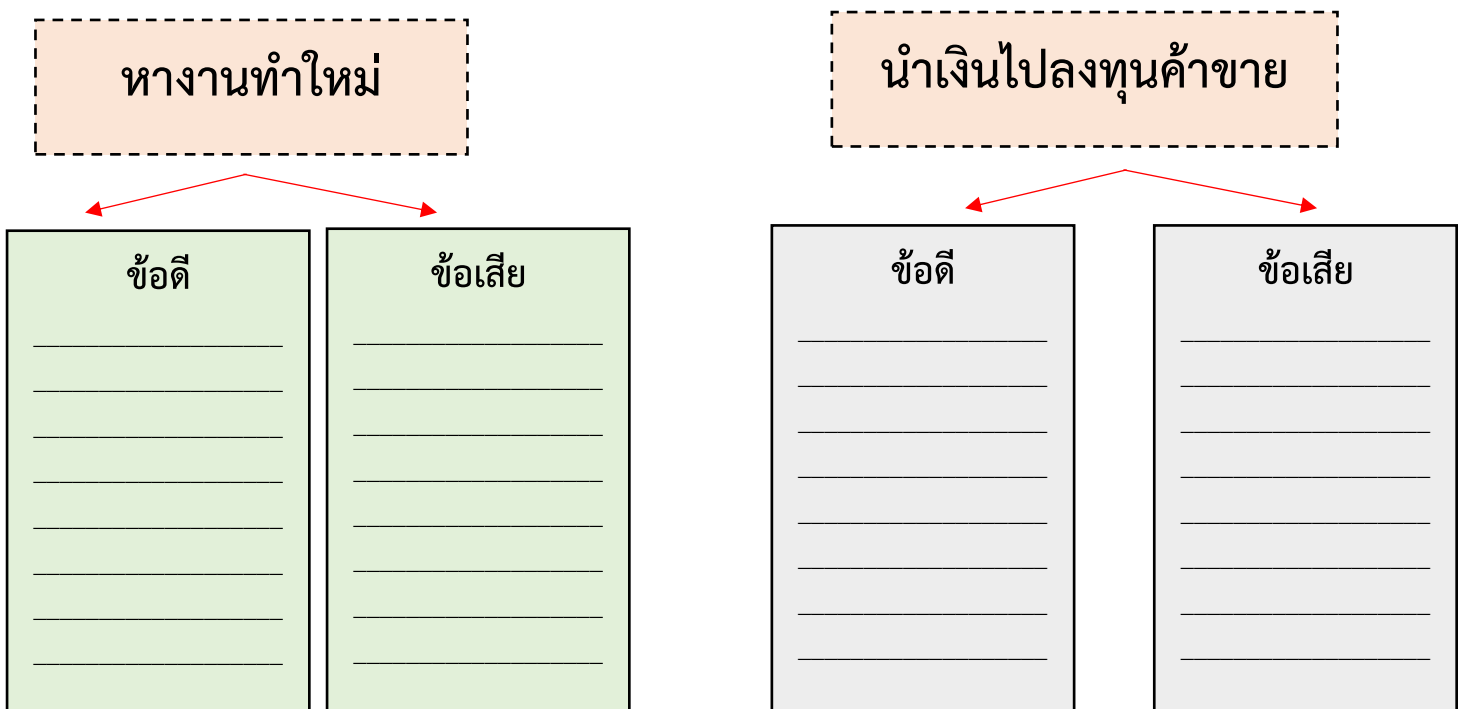 หางานทำใหม่
นำเงินไปลงทุนค้าขาย
ข้อดี
ข้อเสีย
ข้อดี
ข้อเสีย